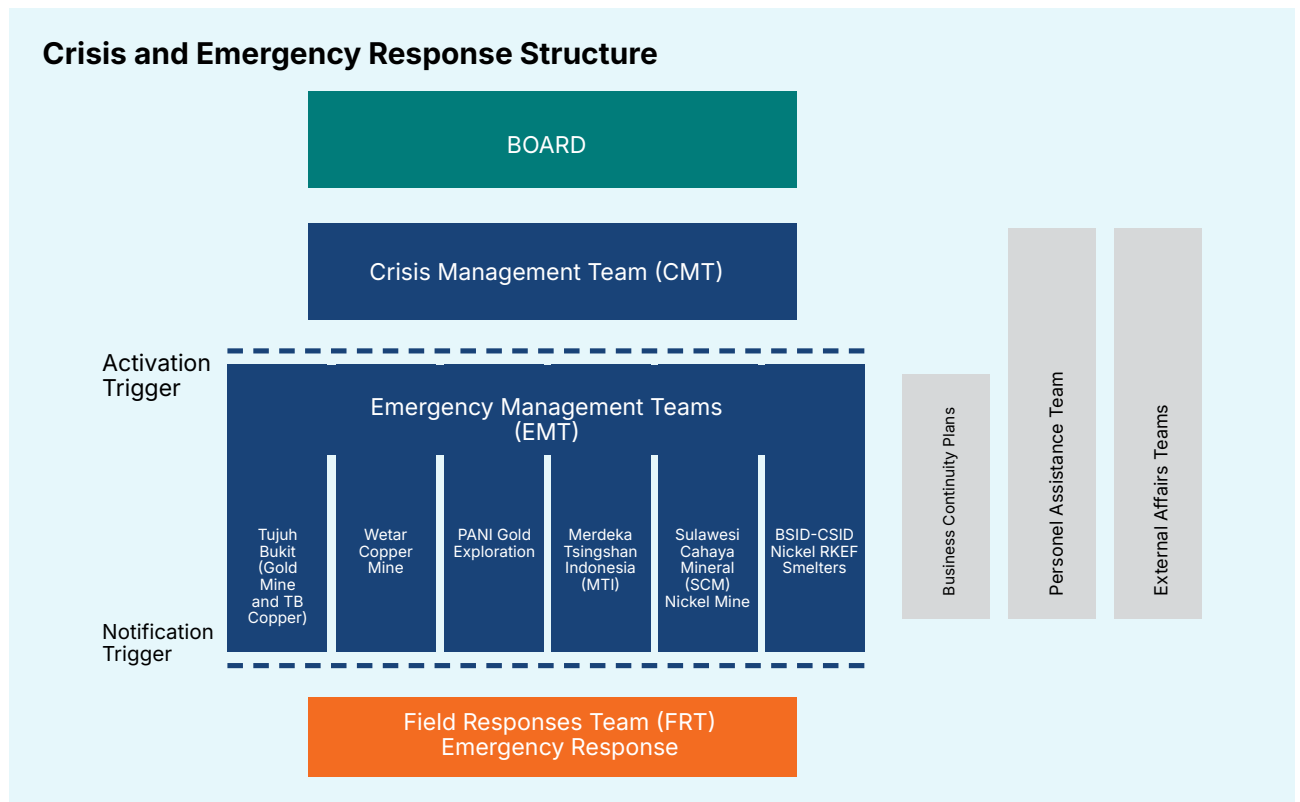 Crisis and Emergency Response Structure
BOARD
Crisis Management Team (CMT)
Activation
Trigger
Emergency Management Teams
(EMT)
Tujuh
Bukit
(Gold
Mine
and TB
Copper)
Wetar
Copper
Mine
PANI Gold
Exploration
Merdeka
Tsingshan
Indonesia
(MTI)
Sulawesi
Cahaya
Mineral
(SCM)
Nickel Mine
BSID-CSID
Nickel RKEF
Smelters
Notification
Trigger
Field Responses Team (FRT)
Emergency Response
Business Continuity Plans
Personel Assistance Team
External Affairs Teams